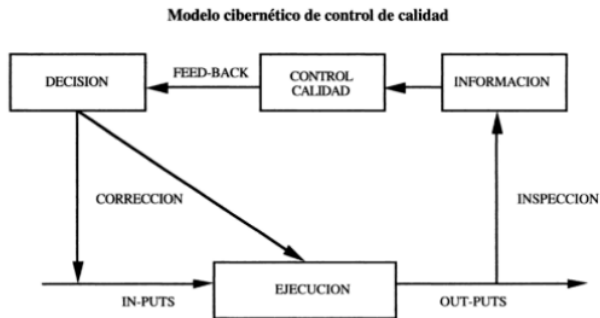 Modelo cibernético de control de calidad
DECISION
FEED-BACK
CONTROL
CALIDAD
INFORMACION
CORRECCION
INSPECCION
IN-PUTS
EJECUCION
OUT-PUTS